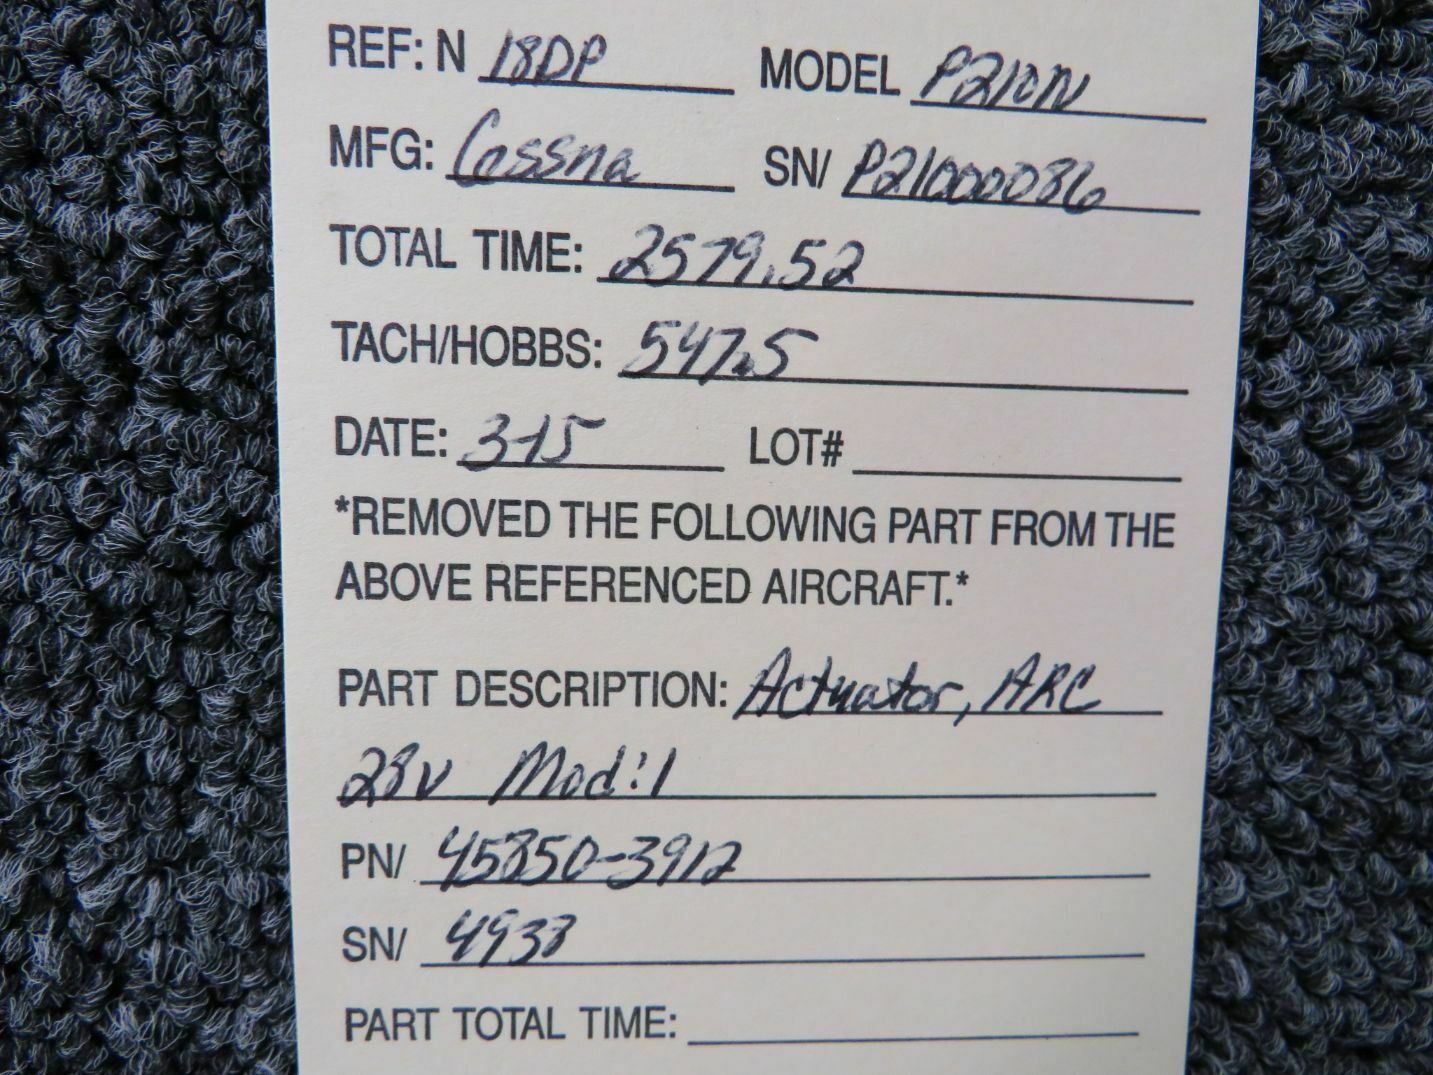 REF: N 18DP MODEL P210N
MFG: Cessna SN/ P21000086
TOTAL TIME: 2579.52
TACH/HOBBS: 547.5
DATE: 3-15 LOT#
*REMOVED THE FOLLOWING PART FROM THE
ABOVE REFERENCED AIRCRAFT.*
PART DESCRIPTION: Actuator, ARC
28v Mod:1
PN/ 45850-3912
SN/ 4938
PART TOTAL TIME: